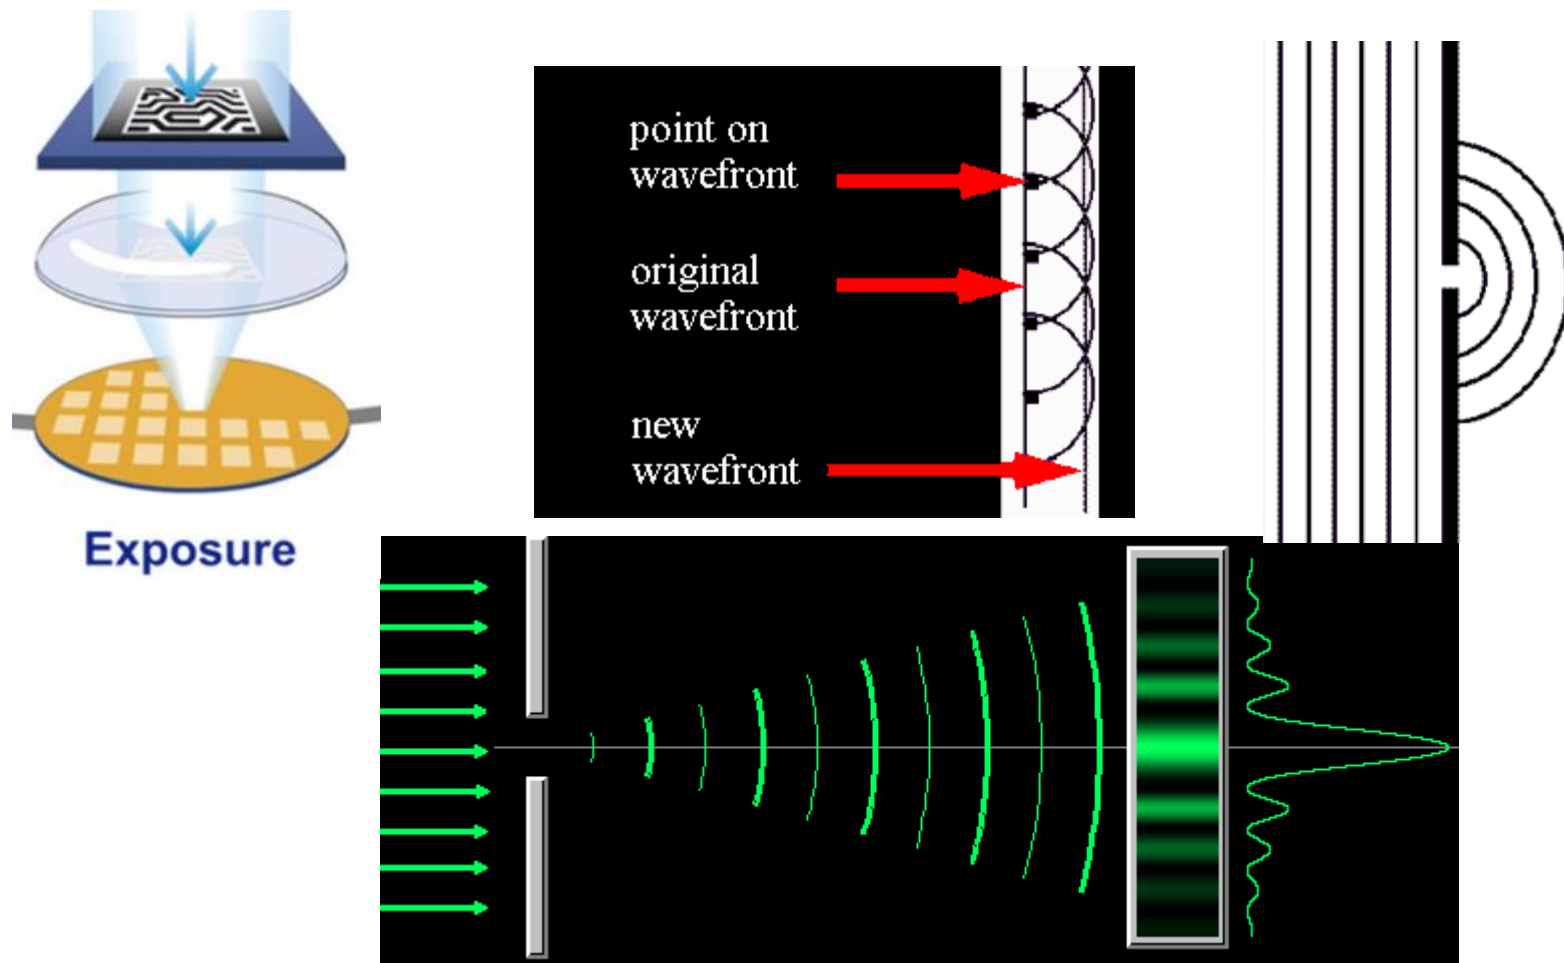 point on
wavefront
original
wavefront
new
wavefront
Exposure